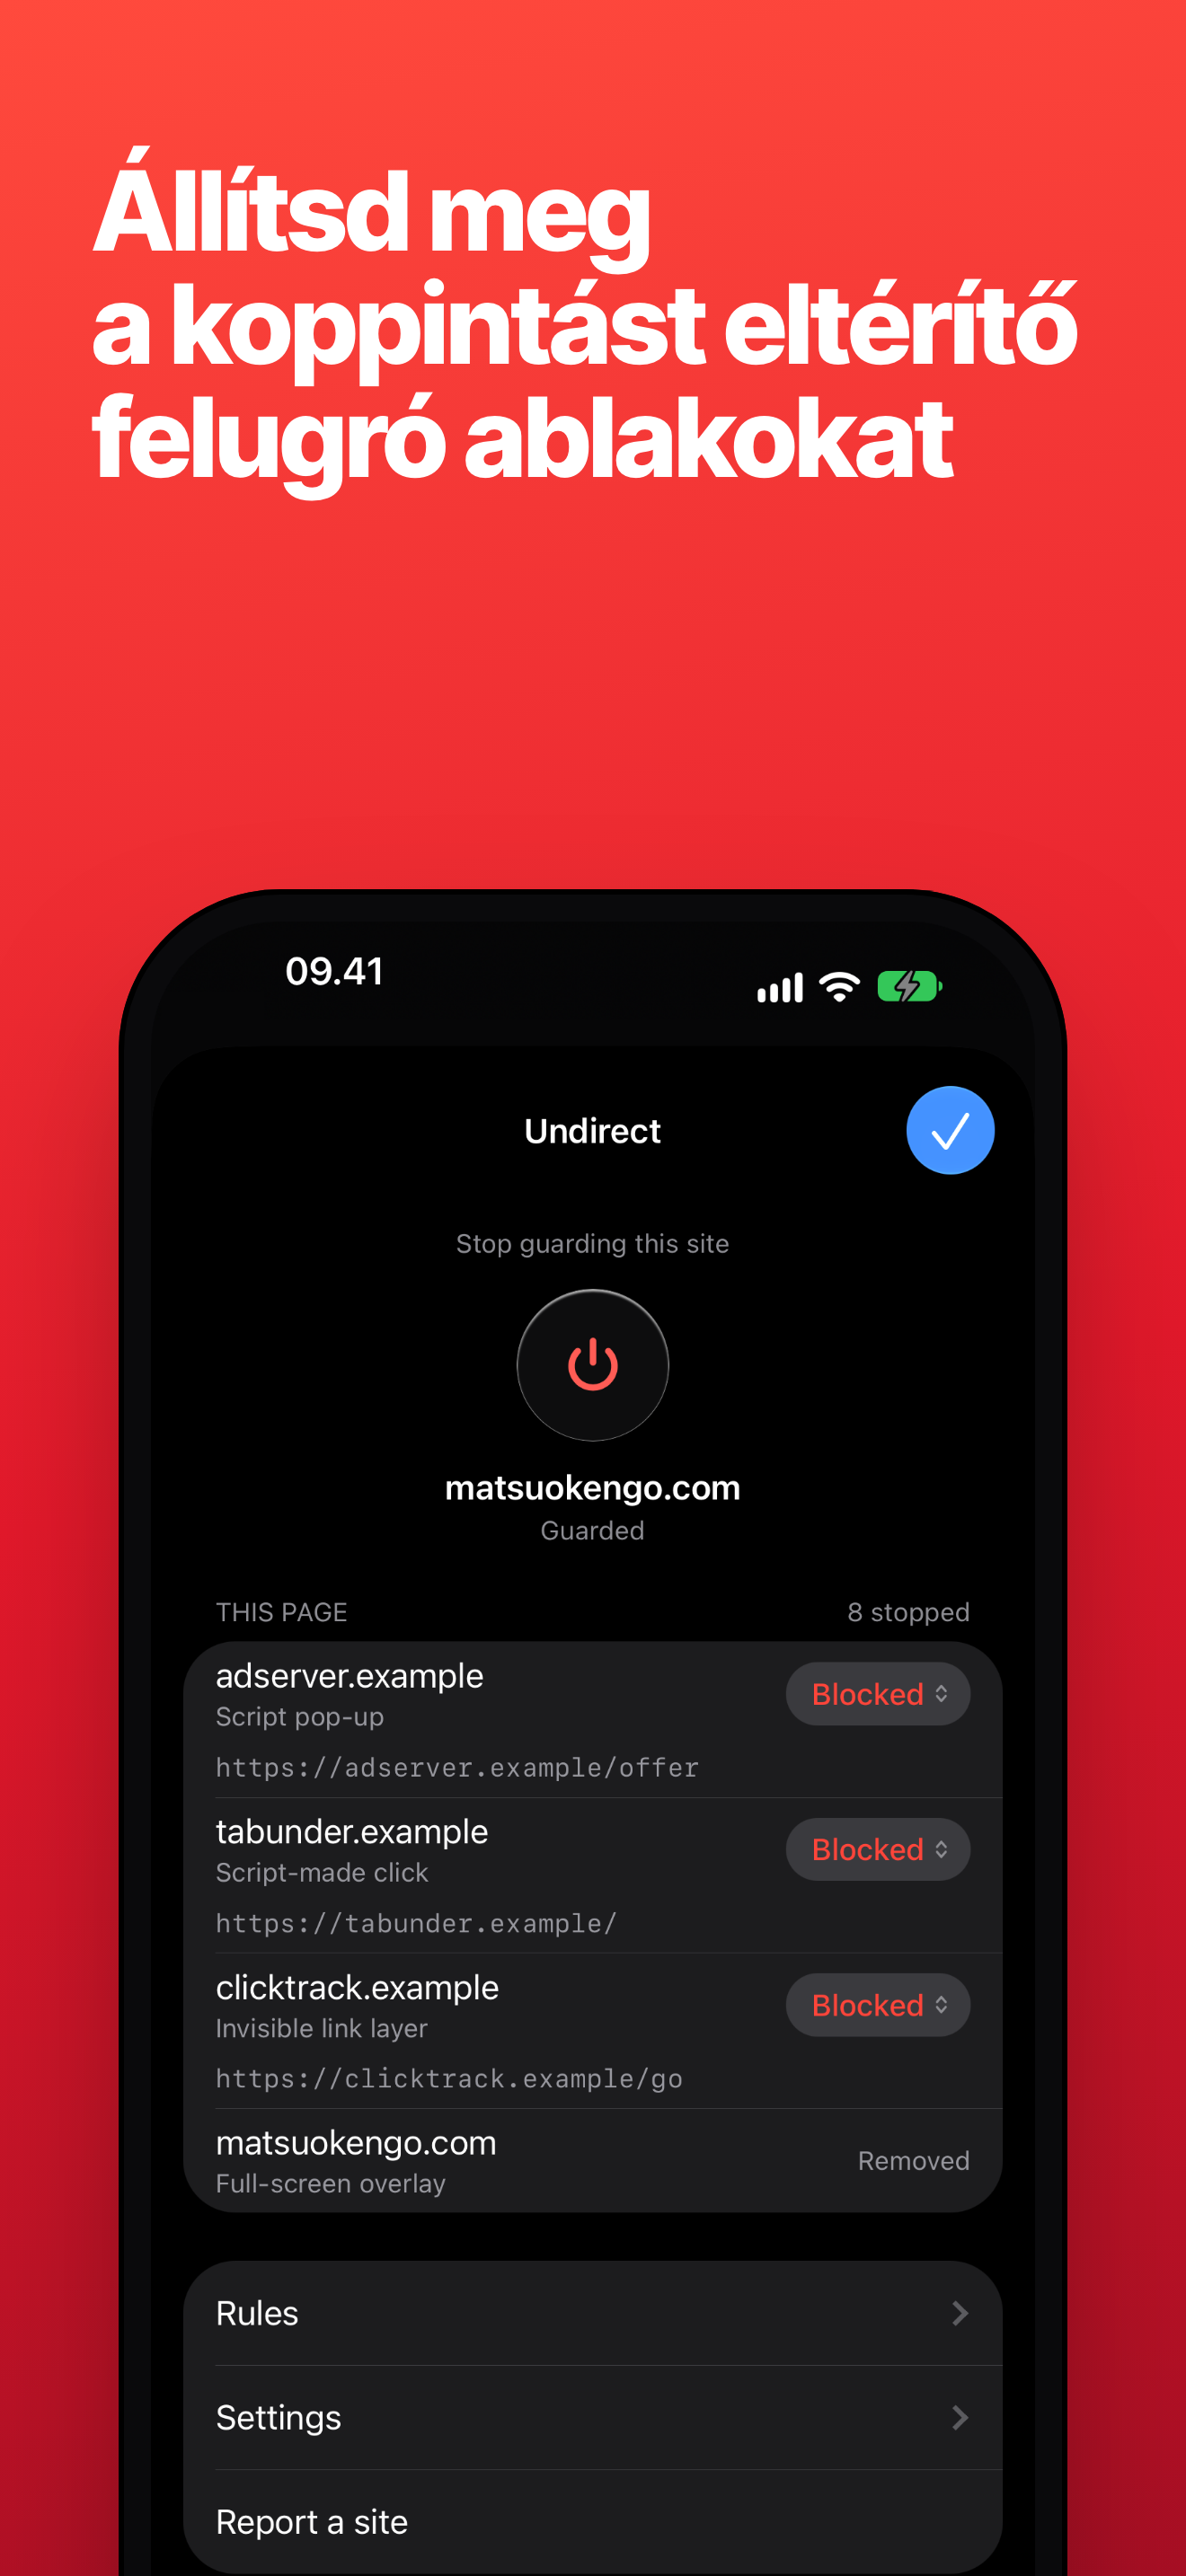 Állítsd meg
a koppintást eltérítő
felugró ablakokat
09.41
Undirect
Stop guarding this site
matsuokengo.com
Guarded
THIS PAGE
8 stopped
adserver.example
Blocked
Script pop-up
https://adserver.example/offer
tabunder.example
Blocked
Script-made click
https://tabunder.example/
clicktrack.example
Blocked
Invisible link layer
https://clicktrack.example/go
matsuokengo.com
Removed
Full-screen overlay
Rules
Settings
Report a site